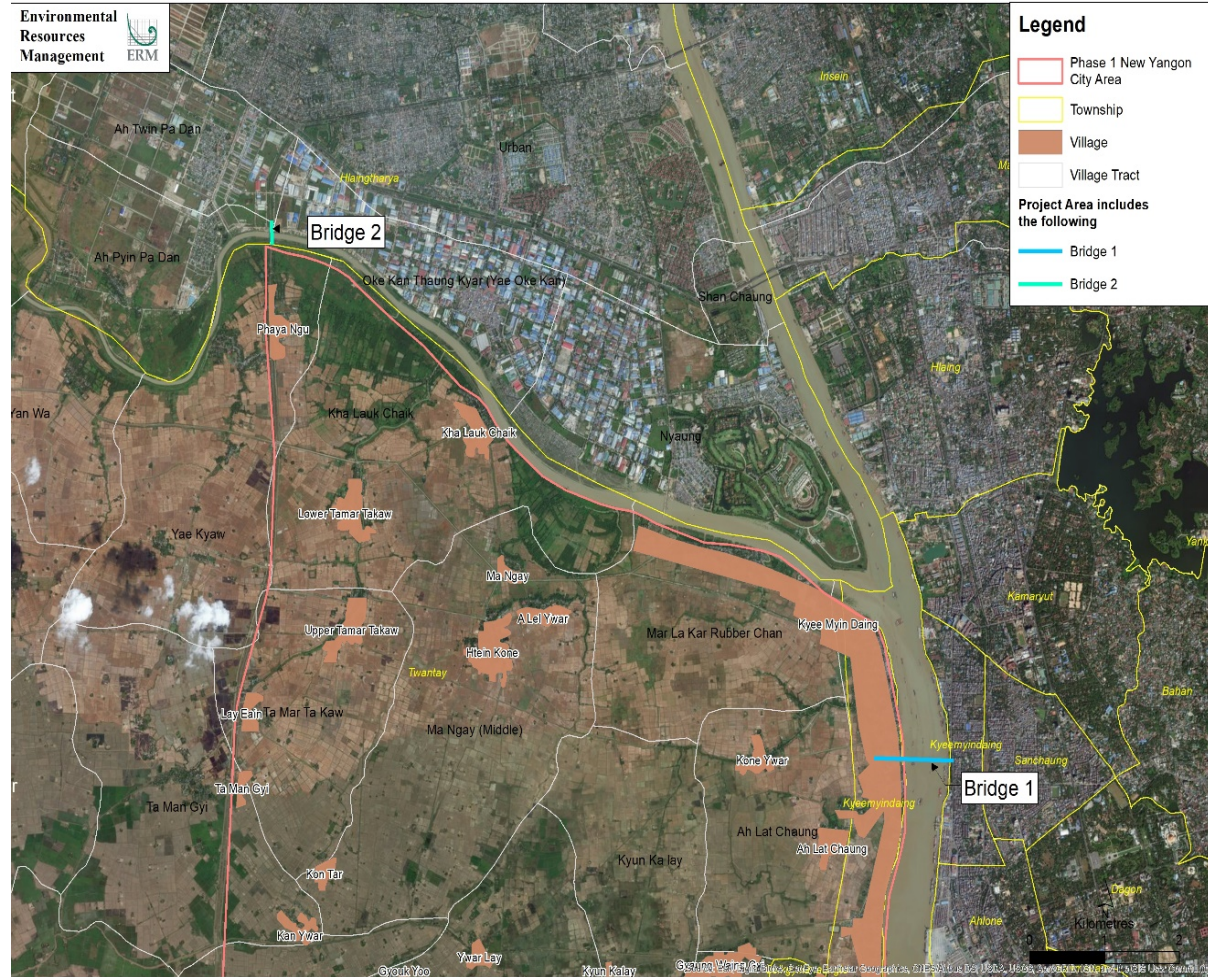 Environmental
Resources
Management
ERM
Legend
Phase 1 New Yangon
City Area
Township
Village
Village Tract
Project Area includes
the following
Bridge 1
Bridge 2
Insein
Ah Twin Pa Dan
Urban
Hlaingtharya
Bridge 2
Ah Pyin Pa Dan
Oke Kan Thaung Kyar (Yae Oke Kan)
Shan Chaung
Phaya Ngu
Hlaing
Yan Wa
Kha Lauk Chaik
Kha Lauk Chaik
Nyaung
Lower Tamar Takaw
Yae Kyaw
Ma Ngay
Kamaryut
A Lel Ywar
Kyee Myin Daing
Upper Tamar Takaw
Mar La Kar Rubber Chan
Htein Kone
Twantay
Bahan
Lay Eain
Ta Mar Ta Kaw
Ma Ngay (Middle)
Kyeemyindaing
Kone Ywar
Sanchaung
Ta Man Gyi
Bridge 1
Ta Man Gyi
Kyeemyindaing
Ah Lat Chaung
Ah Lat Chaung
Kyun Ka lay
Kon Tar
Dagon
Kan Ywar
Ahlone
Kilometres
0 1 2
Ywar Lay
Gyouk Yoo
Kyun Kalay